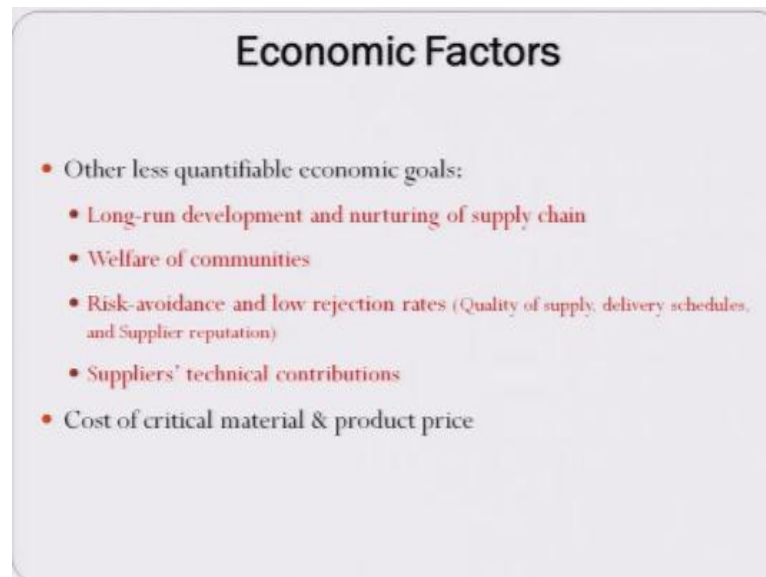 Economic Factors
• Other less quantifiable economic goals:
• Long-run development and nurturing of supply chain
• Welfare of communities
• Risk-avoidance and low rejection rates (Quality of supply, delivery schedules,
and Supplier reputation)
• Suppliers' technical contributions
• Cost of critical material & product price